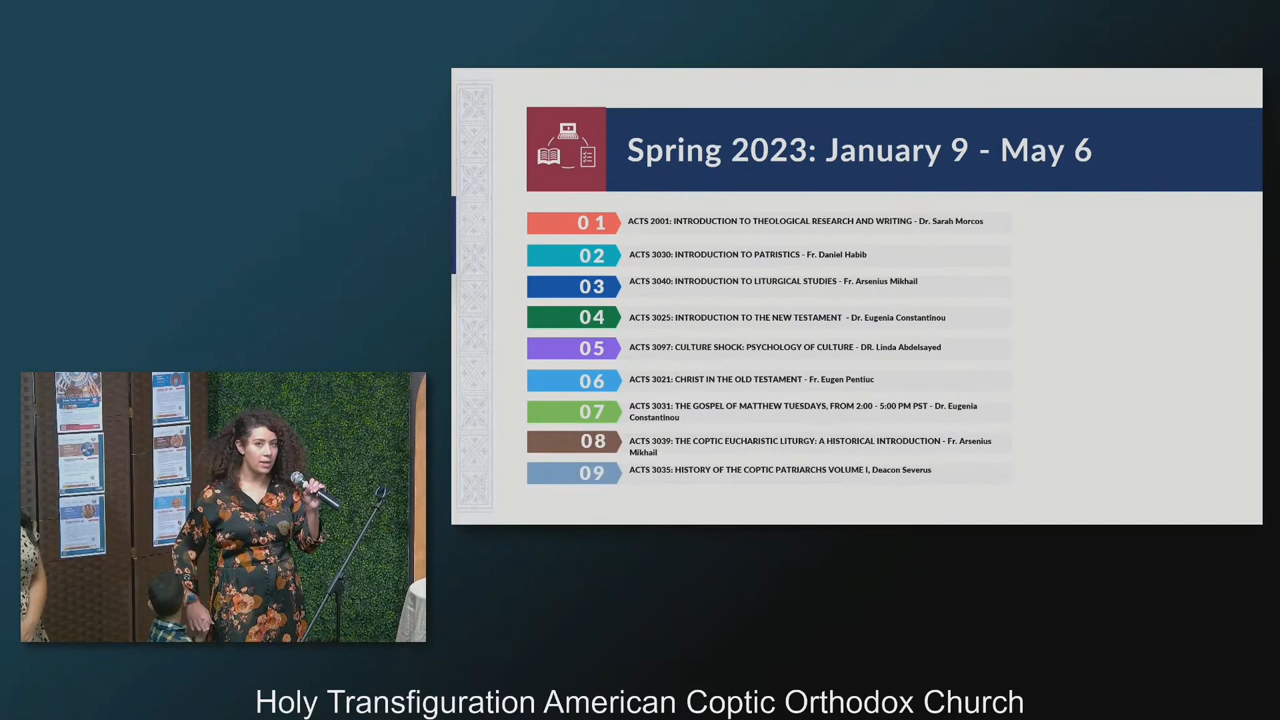 Spring 2023: January 9 - May 6
01 ACTS 2001: INTRODUCTION TO THEOLOGICAL RESEARCH AND WRITING - Dr. Sarah Morcos
02 ACTS 3030: INTRODUCTION TO PATRISTICS - Fr. Daniel Habib
03 ACTS 3040: INTRODUCTION TO LITURGICAL STUDIES - Fr. Arsenius Mikhail
04 ACTS 3025: INTRODUCTION TO THE NEW TESTAMENT - Dr. Eugenia Constantinou
05 ACTS 3097: CULTURE SHOCK: PSYCHOLOGY OF CULTURE - DR. Linda Abdelsayed
06 ACTS 3021: CHRIST IN THE OLD TESTAMENT - Fr. Eugen Pentiuc
07 ACTS 3031: THE GOSPEL OF MATTHEW TUESDAYS, FROM 2:00 - 5:00 PM PST - Dr. Eugenia
Constantinou
08 ACTS 3039: THE COPTIC EUCHARISTIC LITURGY: A HISTORICAL INTRODUCTION - Fr. Arsenius
Mikhail
09 ACTS 3035: HISTORY OF THE COPTIC PATRIARCHS VOLUME I, Deacon Severus
Holy Transfiguration American Coptic Orthodox Church